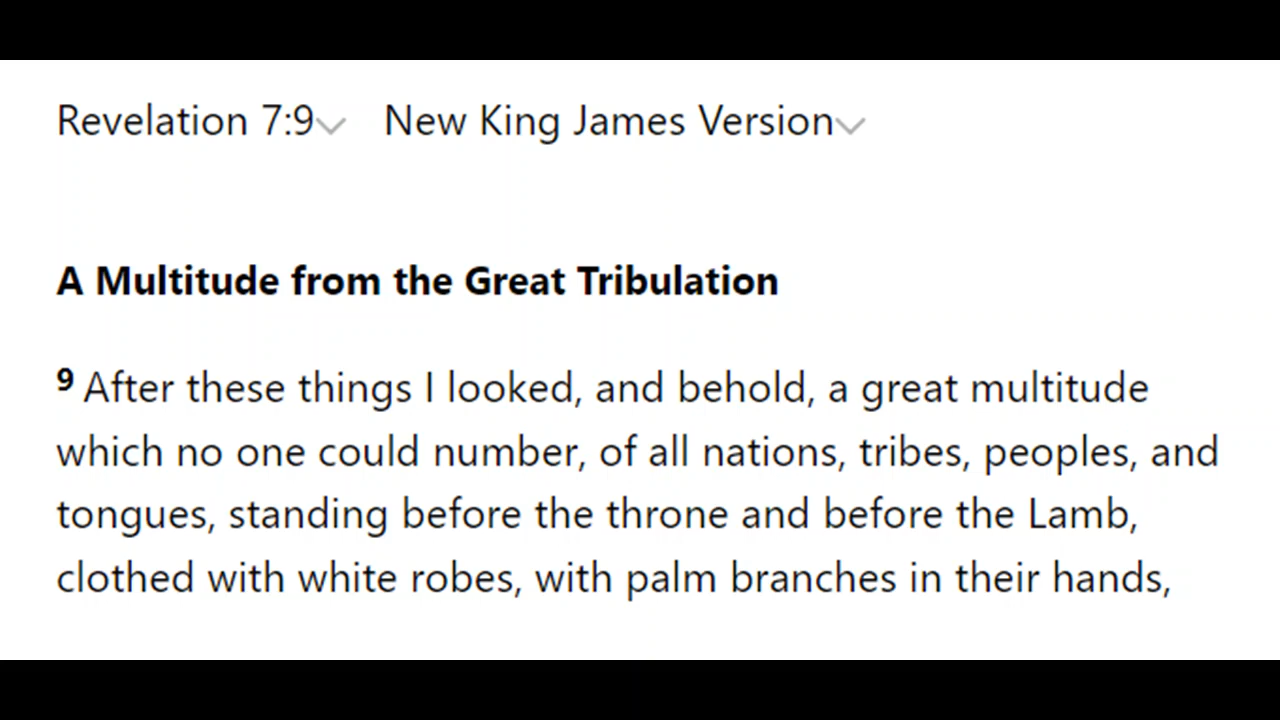 Revelation 7:9 New King James Version
A Multitude from the Great Tribulation
9 After these things I looked, and behold, a great multitude
which no one could number, of all nations, tribes, peoples, and
tongues, standing before the throne and before the Lamb,
clothed with white robes, with palm branches in their hands,